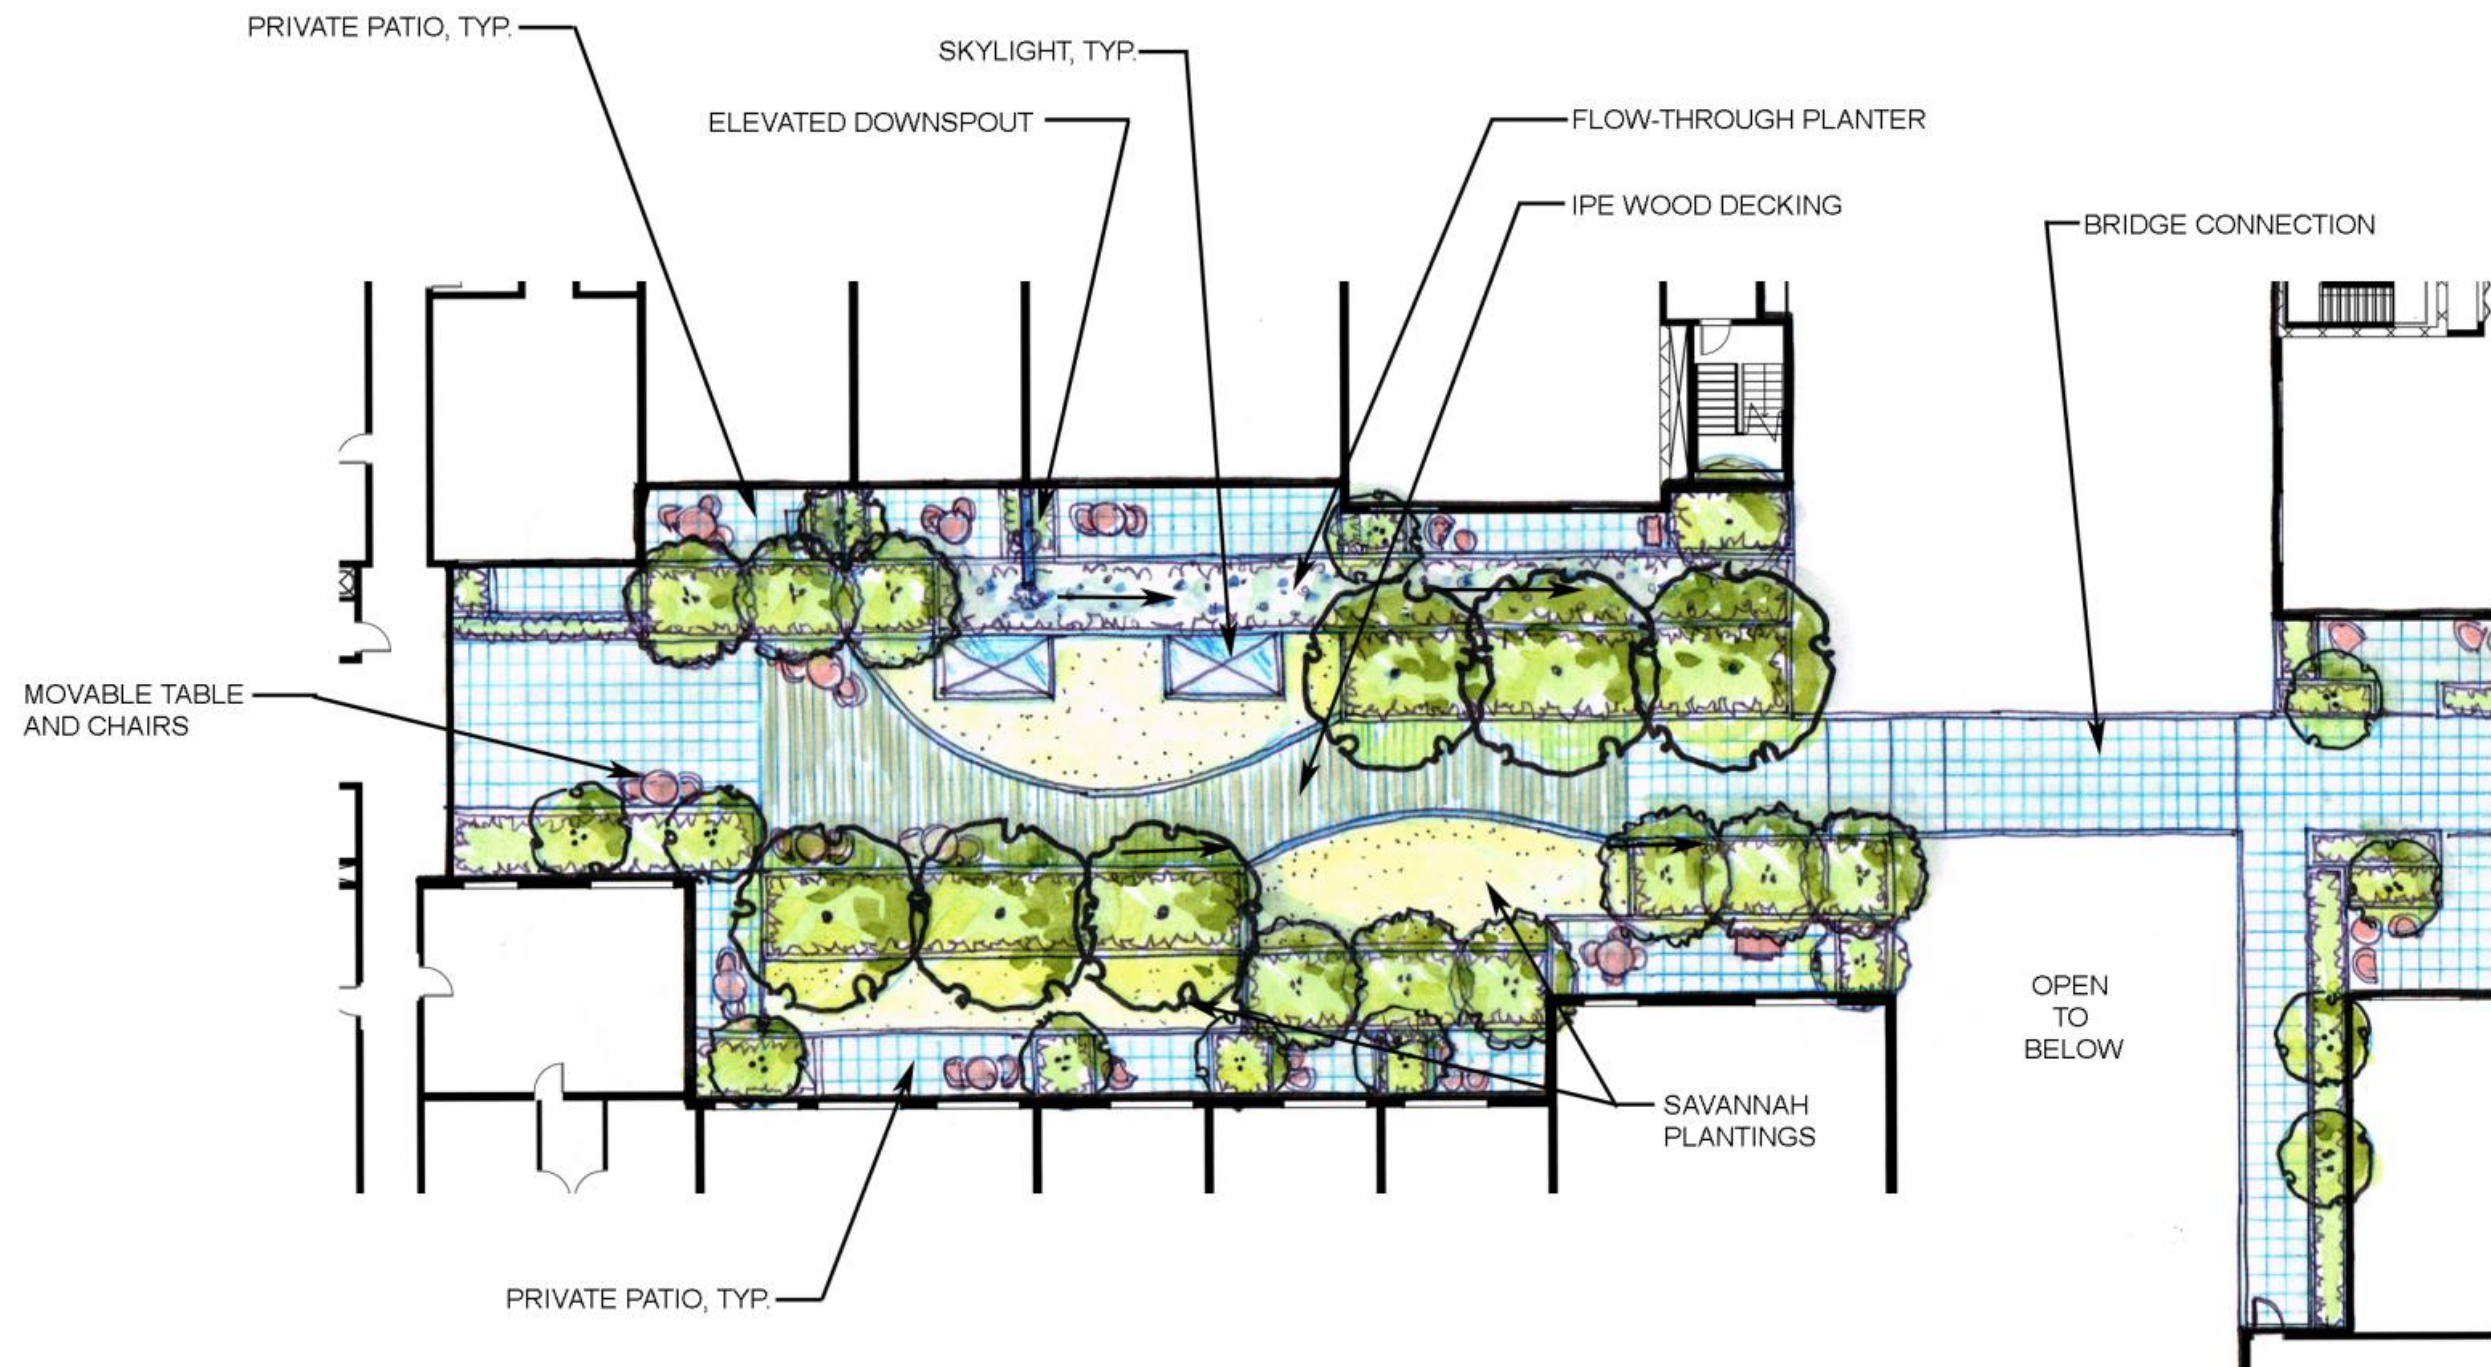 PRIVATE PATIO, TYP.
SKYLIGHT, TYP.
ELEVATED DOWNSPOUT
FLOW-THROUGH PLANTER
IPE WOOD DECKING
BRIDGE CONNECTION
MOVABLE TABLE
AND CHAIRS
OPEN
TO
BELOW
SAVANNAH
PLANTINGS
PRIVATE PATIO, TYP.